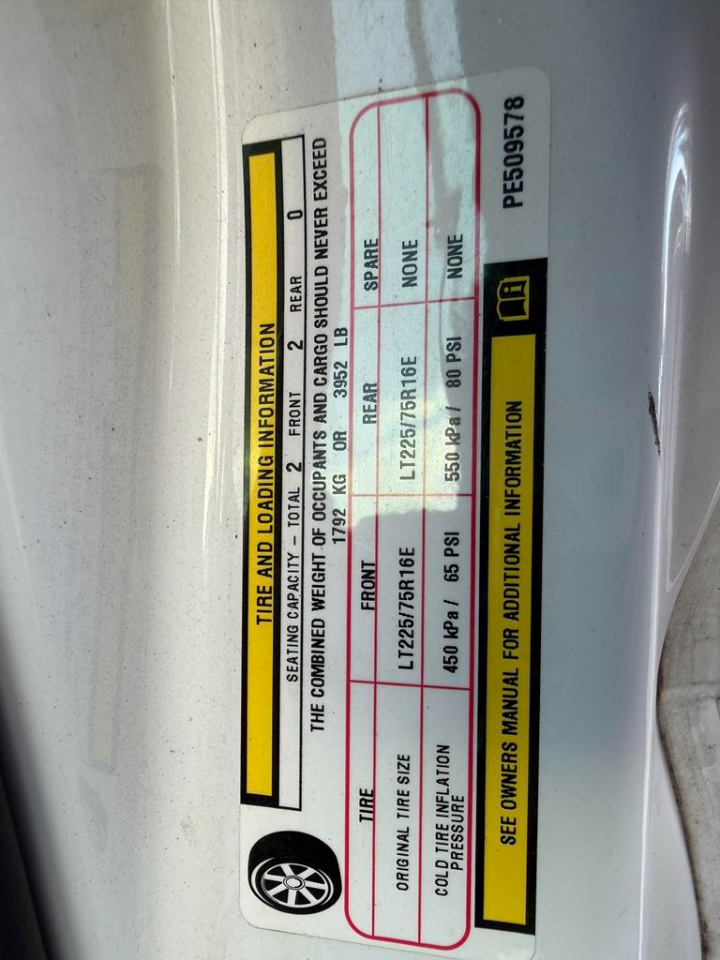 TIRE AND LOADING INFORMATION
SEATING CAPACITY - TOTAL 2 FRONT 2 REAR 0
THE COMBINED WEIGHT OF OCCUPANTS AND CARGO SHOULD NEVER EXCEED
1792 KG OR 3952 LB
TIRE FRONT REAR SPARE
ORIGINAL TIRE SIZE LT225/75R16E LT225/75R16E NONE
COLD TIRE INFLATION PRESSURE 450 kPa / 65 PSI 550 kPa / 80 PSI NONE
SEE OWNERS MANUAL FOR ADDITIONAL INFORMATION
PE509578